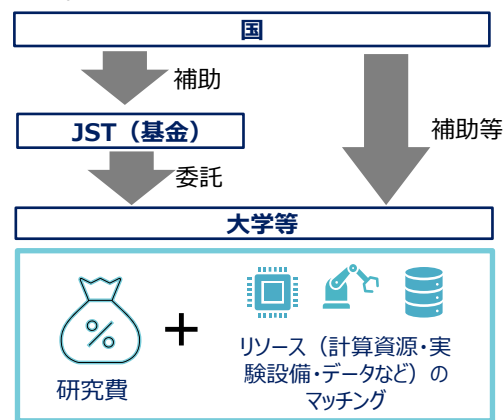 国
補助
JST（基金）
補助等
委託
大学等
%
+
リソース（計算資源・実
験設備・データなど）の
マッチング
研究費